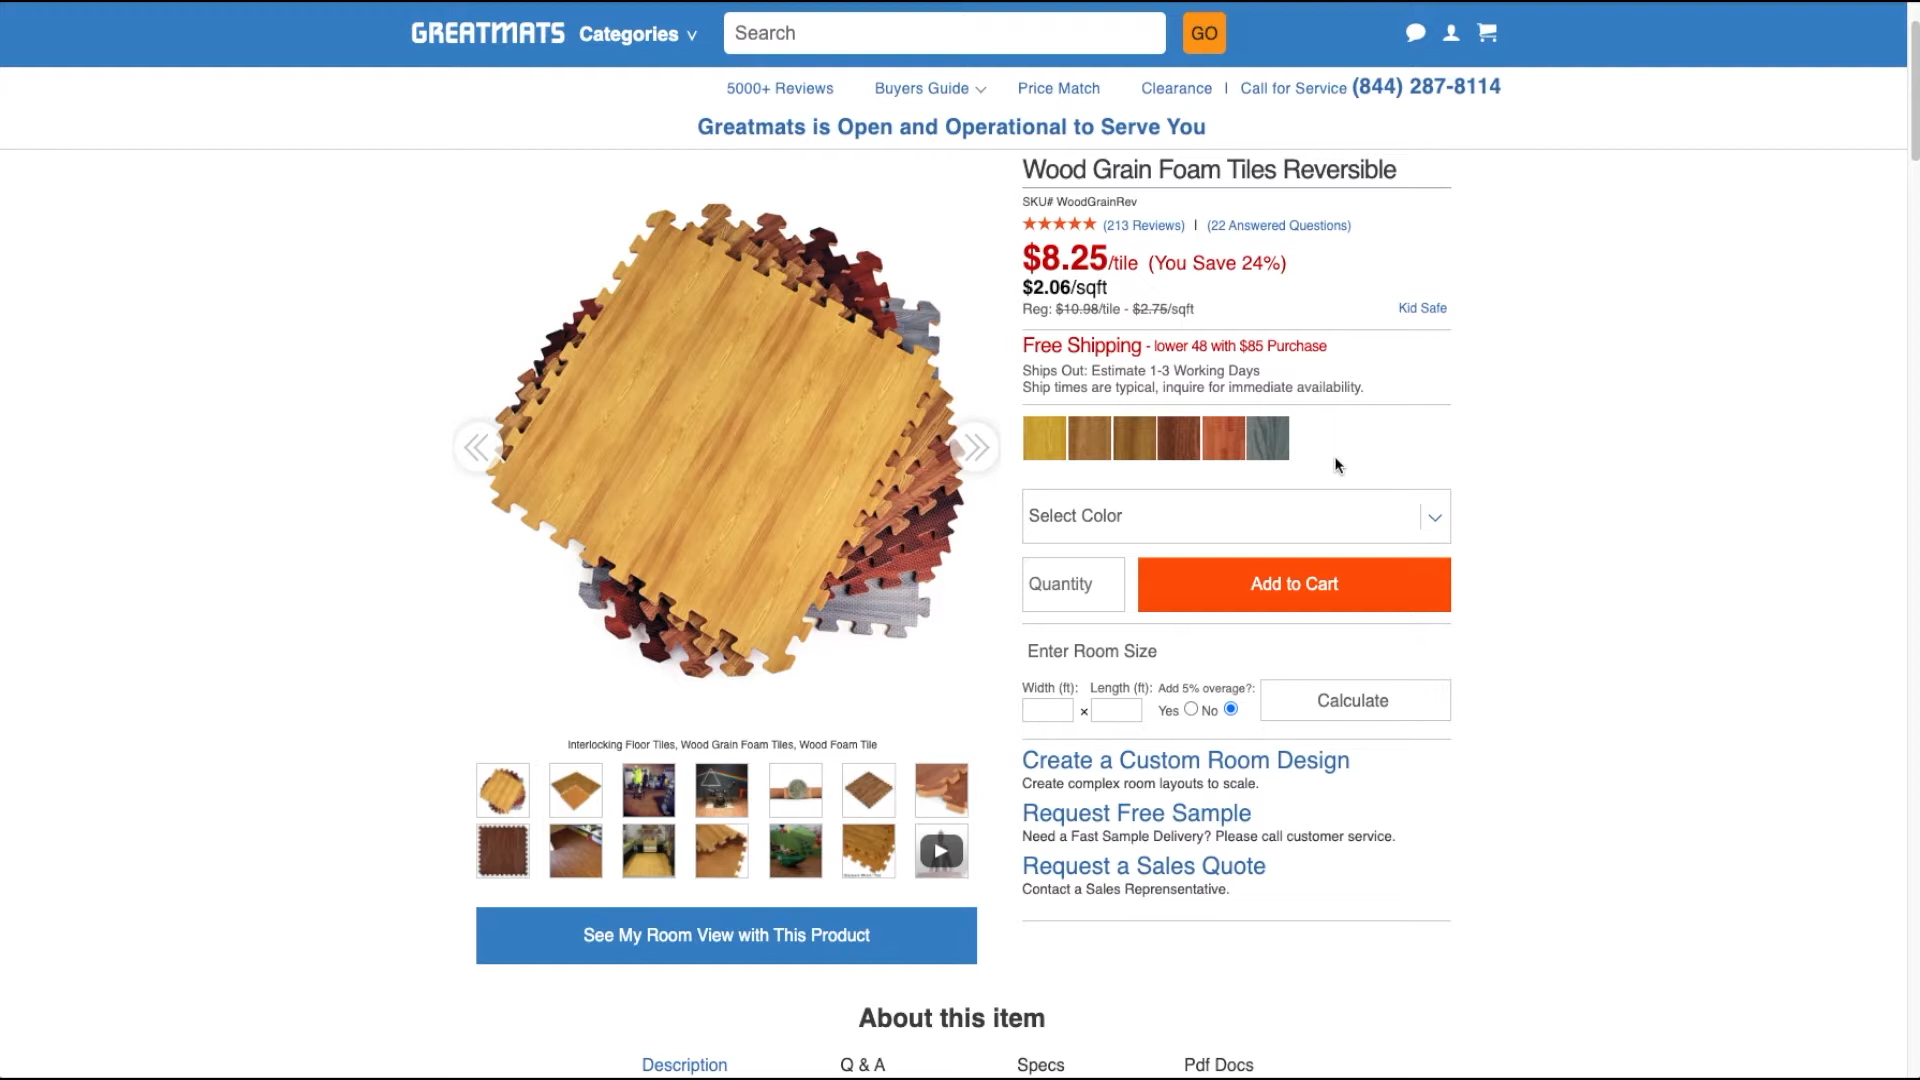 GREATMATS Categories v Search GO
5000+ Reviews Buyers Guide Price Match Clearance | Call for Service (844) 287-8114
Greatmats is Open and Operational to Serve You
Wood Grain Foam Tiles Reversible
SKU# WoodGrainRev
(213 Reviews) | (22 Answered Questions)
$8.25/tile (You Save 24%)
$2.06/sqft
Reg: $10.98/tile - $2.75/sqft Kid Safe
Free Shipping - lower 48 with $85 Purchase
Ships Out: Estimate 1-3 Working Days
Ship times are typical, inquire for immediate availability.
Select Color
Quantity Add to Cart
Enter Room Size
Width (ft): Length (ft): Add 5% overage?:
x Yes No Calculate
Interlocking Floor Tiles, Wood Grain Foam Tiles, Wood Foam Tile
Create a Custom Room Design
Create complex room layouts to scale.
Request Free Sample
Need a Fast Sample Delivery? Please call customer service.
Request a Sales Quote
Contact a Sales Reprensentative.
See My Room View with This Product
About this item
Description Q & A Specs Pdf Docs